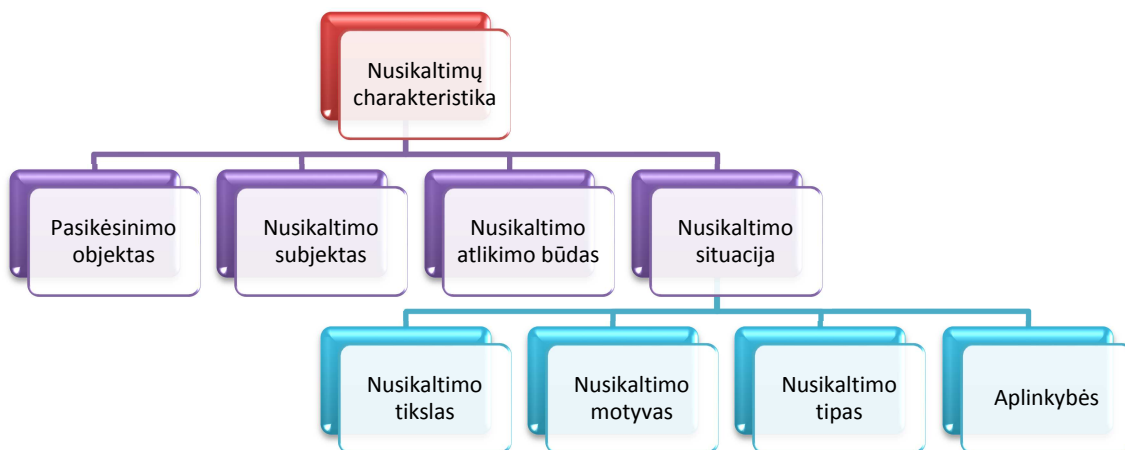 Nusikaltimų
charakteristika
Pasikėsinimo
objektas
Nusikaltimo
subjektas
Nusikaltimo
atlikimo būdas
Nusikaltimo
situacija
Nusikaltimo
tikslas
Nusikaltimo
motyvas
Nusikaltimo
tipas
Aplinkybės